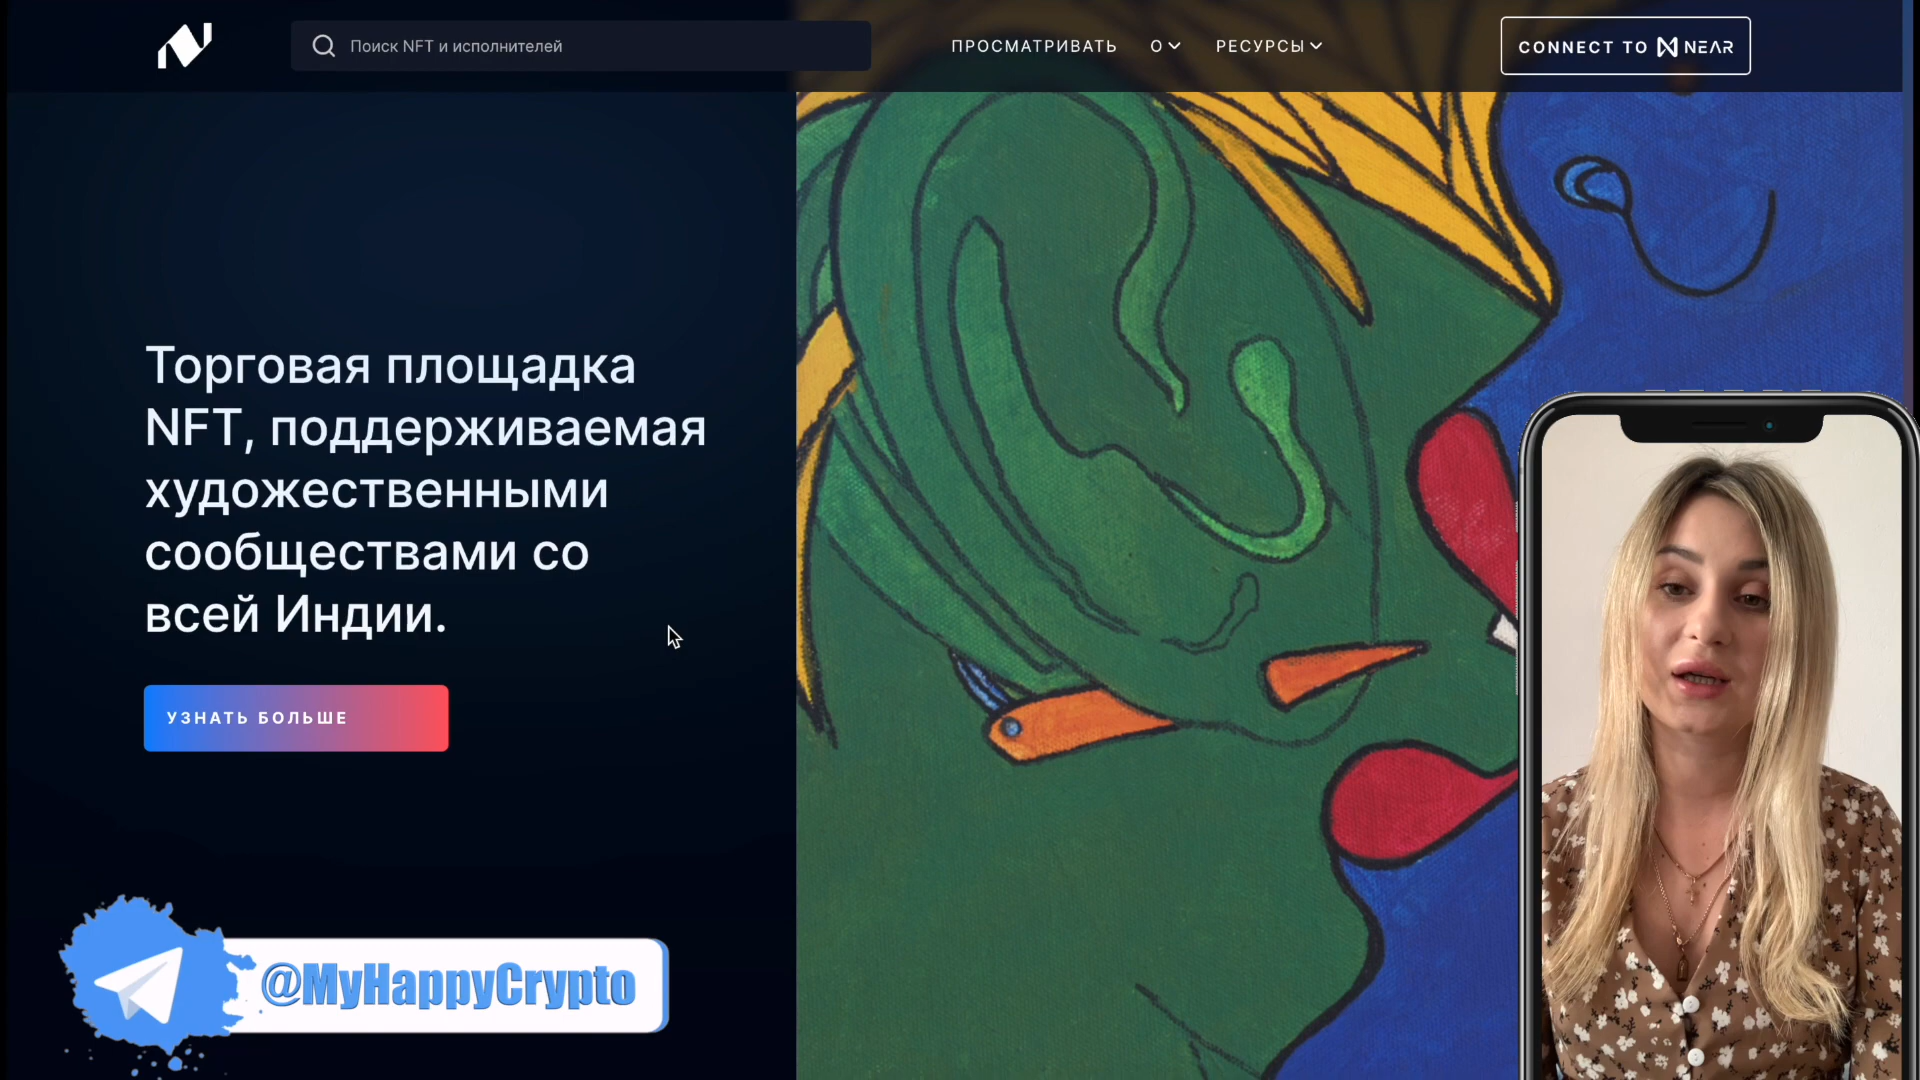 Поиск NFT и исполнителей
ПРОСМАТРИВАТЬ
О
РЕСУРСЫ
CONNECT TO NEAR
Торговая площадка
NFT, поддерживаемая
художественными
сообществами со
всей Индии.
УЗНАТЬ БОЛЬШЕ
@MyHappyCrypto